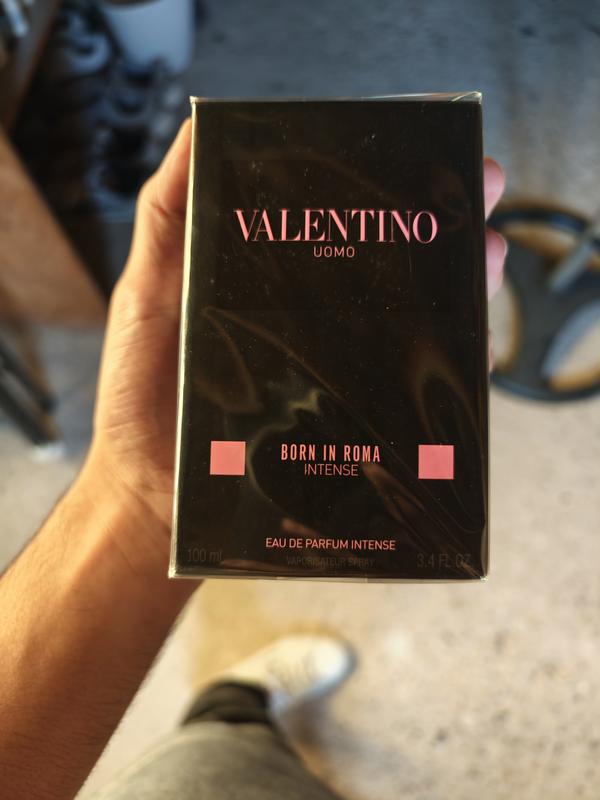 VALENTINO
UOMO
BORN IN ROMA
INTENSE
EAU DE PARFUM INTENSE
100 ml VAPORISATEUR SPRAY 3.4 FL.OZ.